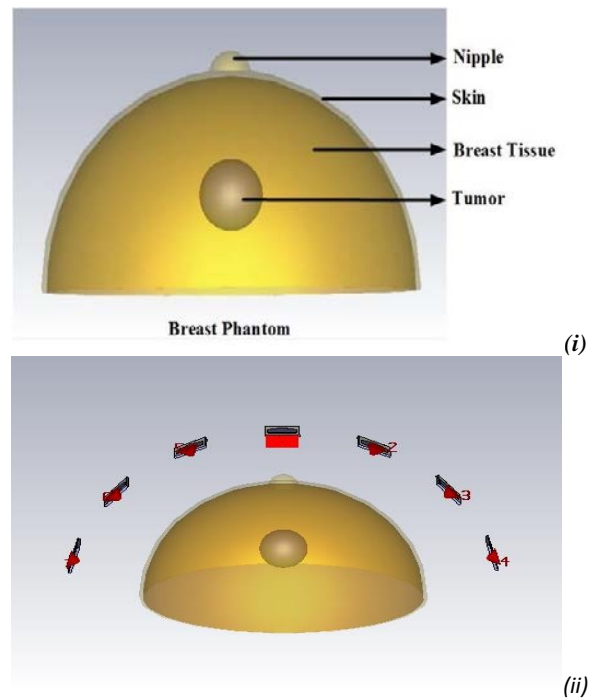 Nipple
Skin
Breast Tissue
Tumor
Breast Phantom
(i)
2
3
4
(ii)